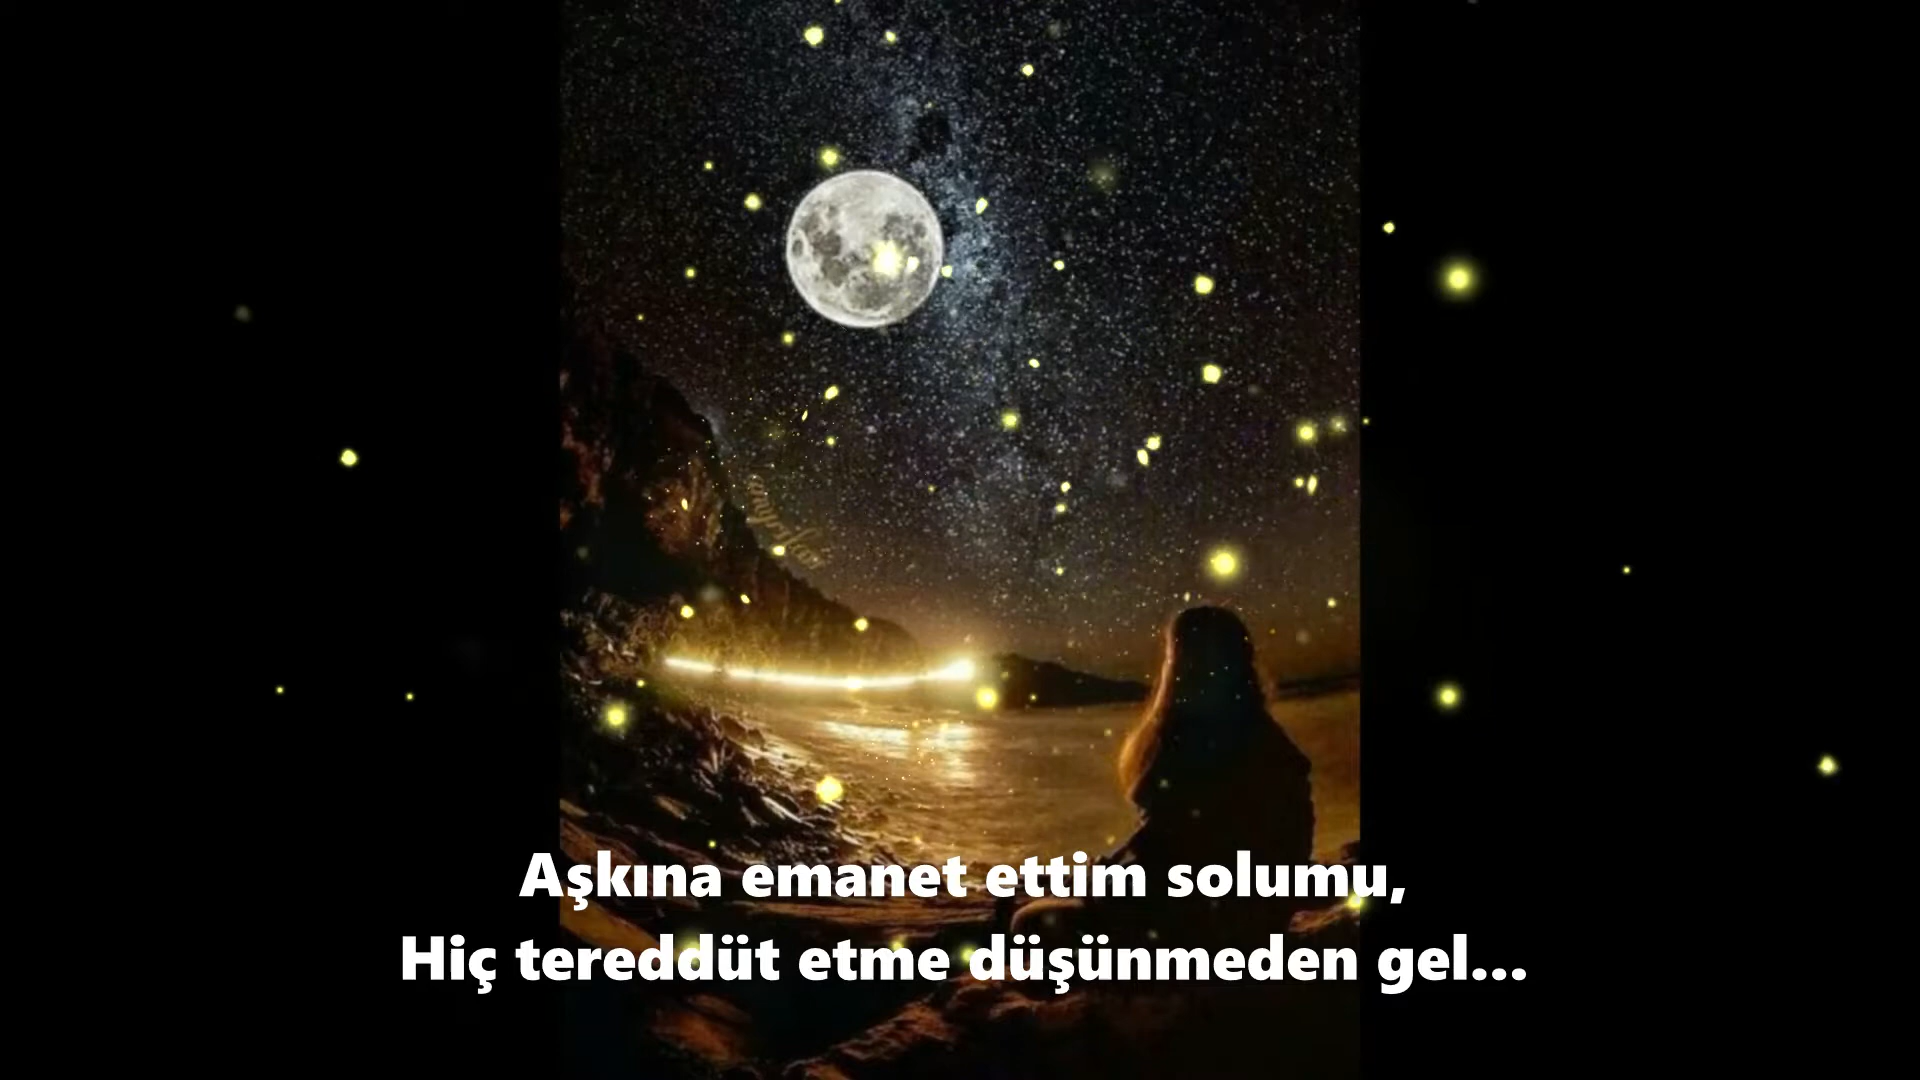 Aşkına emanet ettim solumu,
Hiç tereddüt etme düşünmeden gel...